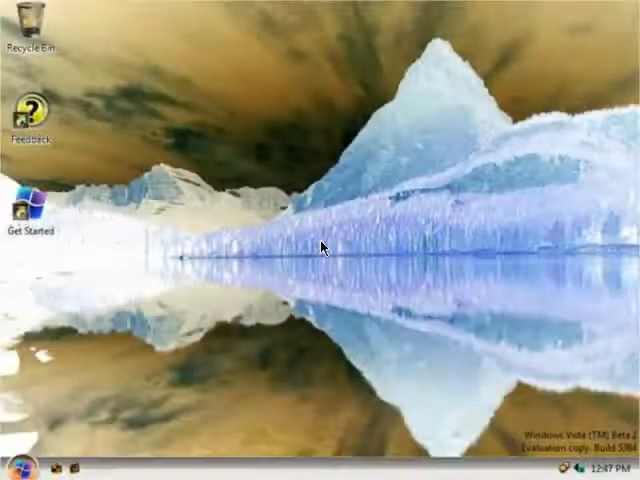 Recycle Bin
Feedback
Get Started
Windows Vista (TM) Beta 2
Evaluation copy. Build 5384
12:47 PM